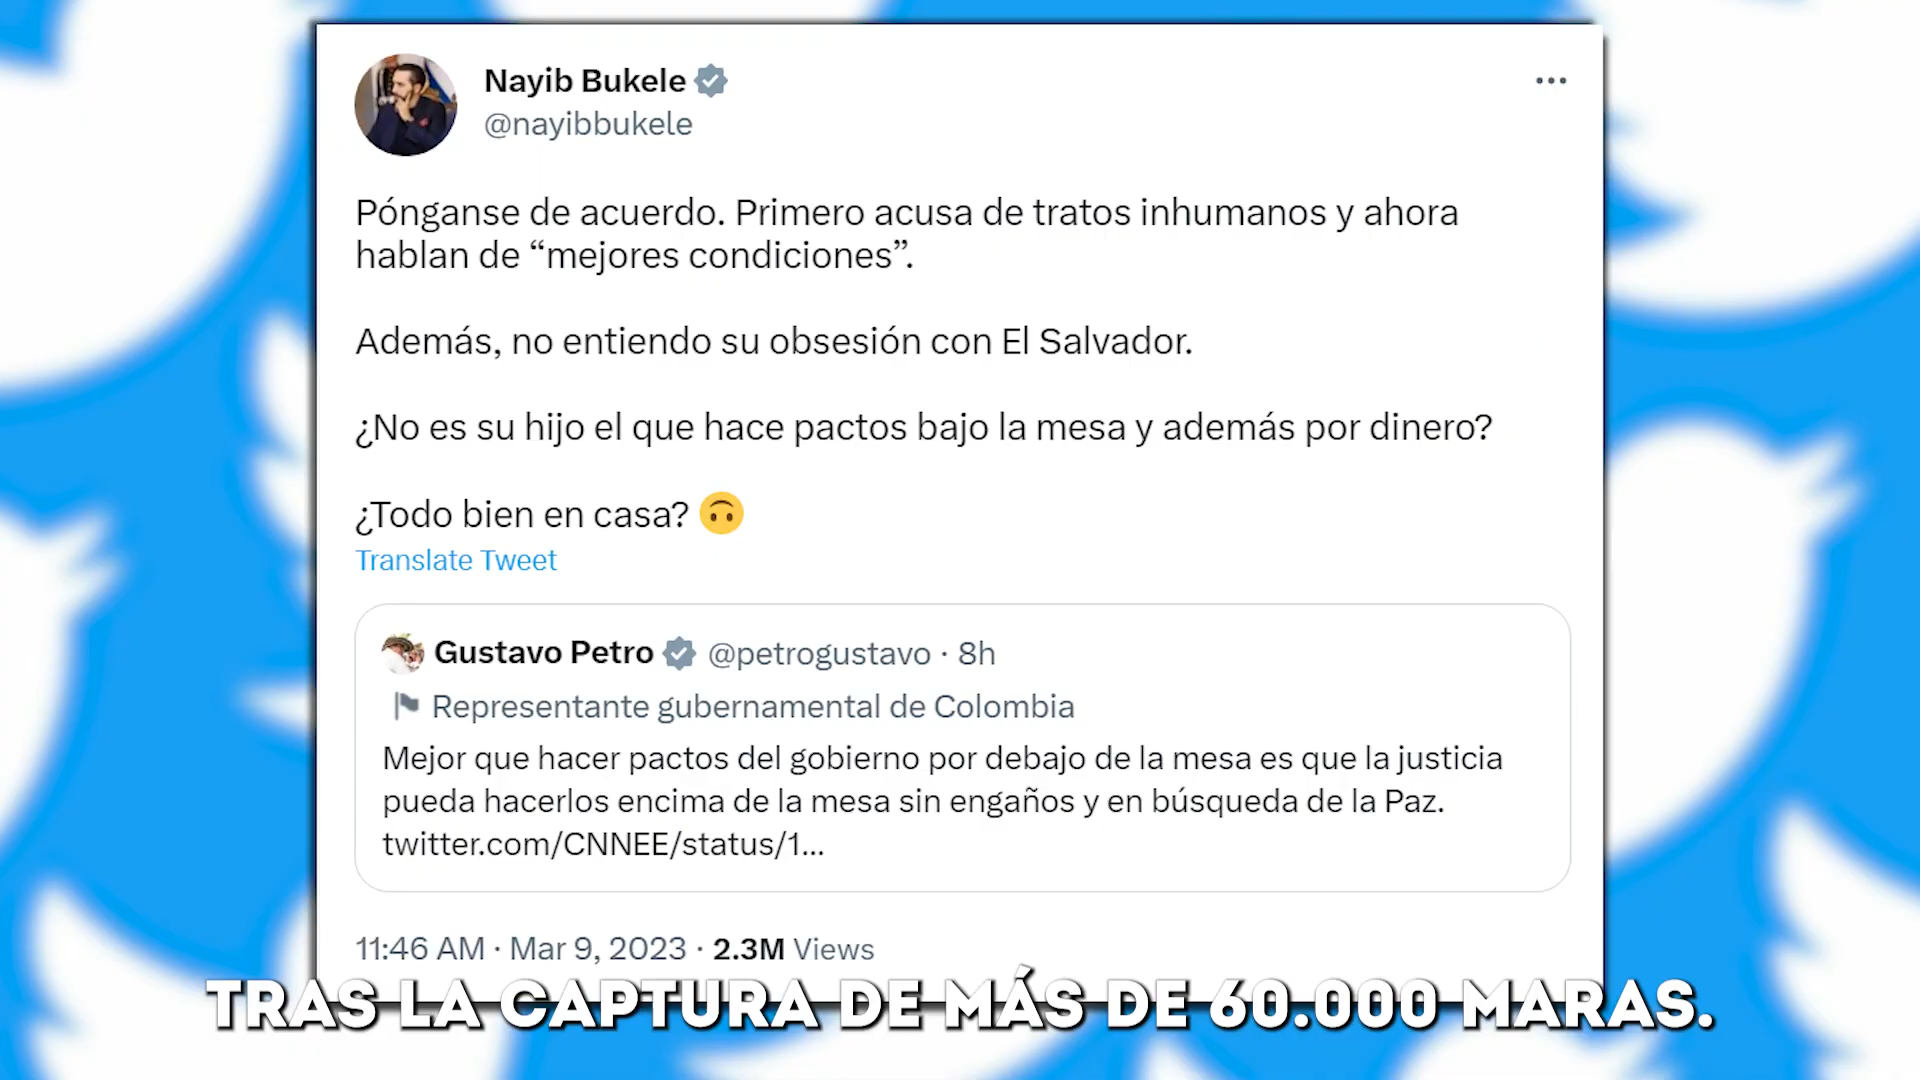 Nayib Bukele
@nayibbukele
Pónganse de acuerdo. Primero acusa de tratos inhumanos y ahora
hablan de “mejores condiciones”.
Además, no entiendo su obsesión con El Salvador.
¿No es su hijo el que hace pactos bajo la mesa y además por dinero?
¿Todo bien en casa? 🙃
Translate Tweet
Gustavo Petro @petrogustavo · 8h
Representante gubernamental de Colombia
Mejor que hacer pactos del gobierno por debajo de la mesa es que la justicia
pueda hacerlos encima de la mesa sin engaños y en búsqueda de la Paz.
twitter.com/CNNEE/status/1...
11:46 AM · Mar 9, 2023 · 2.3M Views
TRAS LA CAPTURA DE MÁS DE 60.000 MARAS.